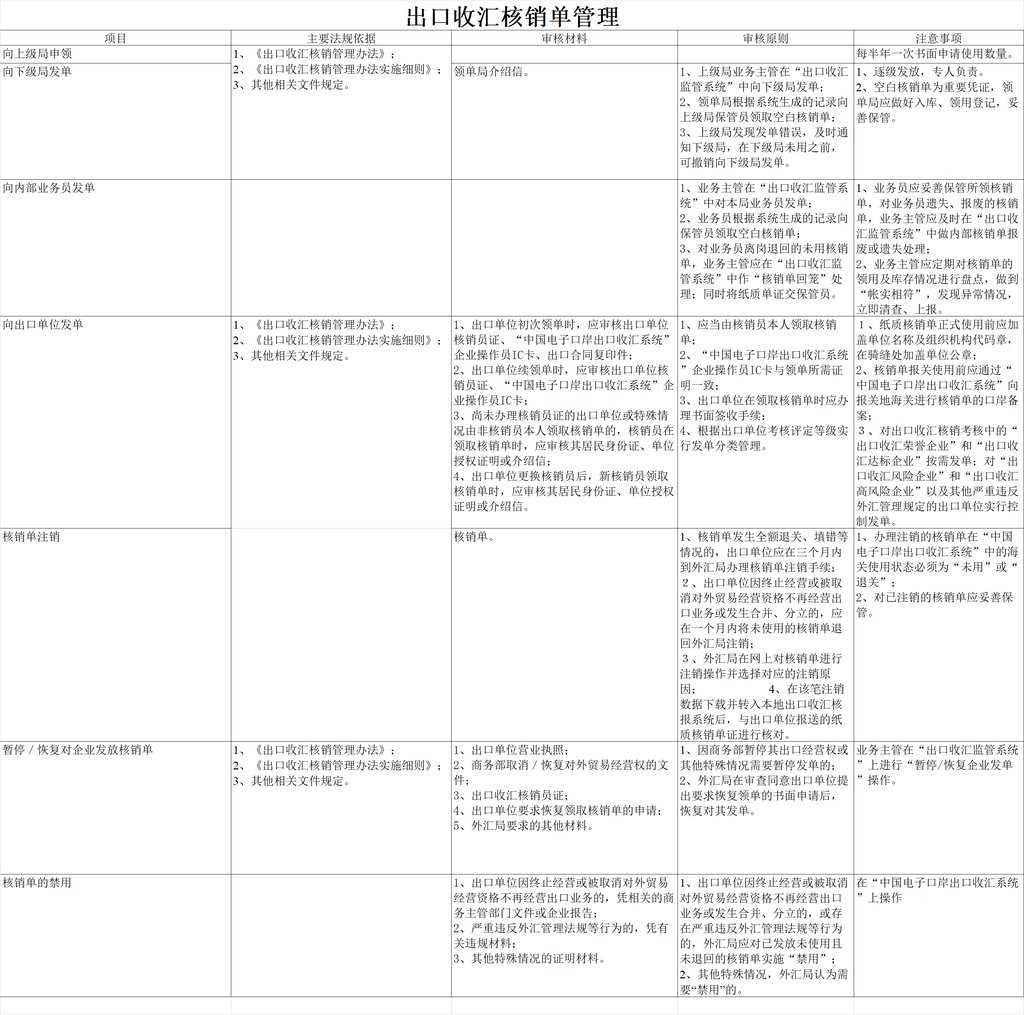 出口收汇核销单管理
项目
主要法规依据
审核材料
审核原则
注意事项
向上级局申领
1、《出口收汇核销管理办法》；
2、《出口收汇核销管理办法实施细则》；
3、其他相关文件规定。
每半年一次书面申请使用数量。
向下级局发单
领单局介绍信。
1、上级局业务主管在“出口收汇
监管系统”中向下级局发单；
2、领单局根据系统生成的记录向
上级局保管员领取空白核销单；
3、上级局发现发单错误，及时通
知下级局，在下级局未用之前，
可撤销向下级局发单。
1、逐级发放，专人负责。
2、空白核销单为重要凭证，领
单局应做好入库、领用登记，妥
善保管。
向内部业务员发单
1、业务主管在“出口收汇监管系
统”中对本局业务员发单；
2、业务员根据系统生成的记录向
保管员领取空白核销单；
3、对业务员离岗退回的未用核销
单，业务主管应在“出口收汇监
管系统”中作“核销单回笼”处
理；同时将纸质单证交保管员。
1、业务员应妥善保管所领核销
单，对业务员遗失、报废的核销
单，业务主管应及时在“出口收
汇监管系统”中做内部核销单报
废或遗失处理；
2、业务主管应定期对核销单的
领用及库存情况进行盘点，做到
“帐实相符”，发现异常情况，
立即清查、上报。
向出口单位发单
1、《出口收汇核销管理办法》；
2、《出口收汇核销管理办法实施细则》；
3、其他相关文件规定。
1、出口单位初次领单时，应审核出口单位
核销员证、“中国电子口岸出口收汇系统”
企业操作员IC卡、出口合同复印件；
2、出口单位续领单时，应审核出口单位核
销员证、“中国电子口岸出口收汇系统”企
业操作员IC卡；
3、尚未办理核销员证的出口单位或特殊情
况由非核销员本人领取核销单的，核销员在
领取核销单时，应审核其居民身份证、单位
授权证明或介绍信；
4、出口单位更换核销员后，新核销员领取
核销单时，应审核其居民身份证、单位授权
证明或介绍信。
1、应当由核销员本人领取核销
单；
2、“中国电子口岸出口收汇系统
”企业操作员IC卡与领单所需证
明一致；
3、出口单位在领取核销单时应办
理书面签收手续；
4、根据出口单位考核评定等级实
行发单分类管理。
１、纸质核销单正式使用前应加
盖单位名称及组织机构代码章，
在骑缝处加盖单位公章；
2、核销单报关使用前应通过“
中国电子口岸出口收汇系统”向
报关地海关进行核销单的口岸备
案；
３、对出口收汇核销考核中的“
出口收汇荣誉企业”和“出口收
汇达标企业”按需发单；对“出
口收汇风险企业”和“出口收汇
高风险企业”以及其他严重违反
外汇管理规定的出口单位实行控
制发单。
核销单注销
核销单。
1、核销单发生全额退关、填错等
情况的，出口单位应在三个月内
到外汇局办理核销单注销手续；
２、出口单位因终止经营或被取
消对外贸易经营资格不再经营出
口业务或发生合并、分立的，应
在一个月内将未使用的核销单退
回外汇局注销；
３、外汇局在网上对核销单进行
注销操作并选择对应的注销原
因；　　　　　　4、在该笔注销
数据下载并转入本地出口收汇核
报系统后，与出口单位报送的纸
质核销单证进行核对。
1、办理注销的核销单在“中国
电子口岸出口收汇系统”中的海
关使用状态必须为“未用”或“
退关”；
2、对已注销的核销单应妥善保
管。
暂停／恢复对企业发放核销单
1、《出口收汇核销管理办法》；
2、《出口收汇核销管理办法实施细则》；
3、其他相关文件规定。
1、出口单位营业执照；
2、商务部取消／恢复对外贸易经营权的文
件；
3、出口收汇核销员证；
4、出口单位要求恢复领取核销单的申请；
5、外汇局要求的其他材料。
1、因商务部暂停其出口经营权或
其他特殊情况需要暂停发单的；
2、外汇局在审查同意出口单位提
出要求恢复领单的书面申请后，
恢复对其发单。
业务主管在“出口收汇监管系统
”上进行“暂停/恢复企业发单
”操作。
核销单的禁用
1、出口单位因终止经营或被取消对外贸易
经营资格不再经营出口业务的，凭相关的商
务主管部门文件或企业报告；
2、严重违反外汇管理法规等行为的，凭有
关违规材料；
3、其他特殊情况的证明材料。
1、出口单位因终止经营或被取消
对外贸易经营资格不再经营出口
业务或发生合并、分立的，或存
在严重违反外汇管理法规等行为
的，外汇局应对已发放未使用且
未退回的核销单实施“禁用”；
2、其他特殊情况，外汇局认为需
要“禁用”的。
在“中国电子口岸出口收汇系统
”上操作